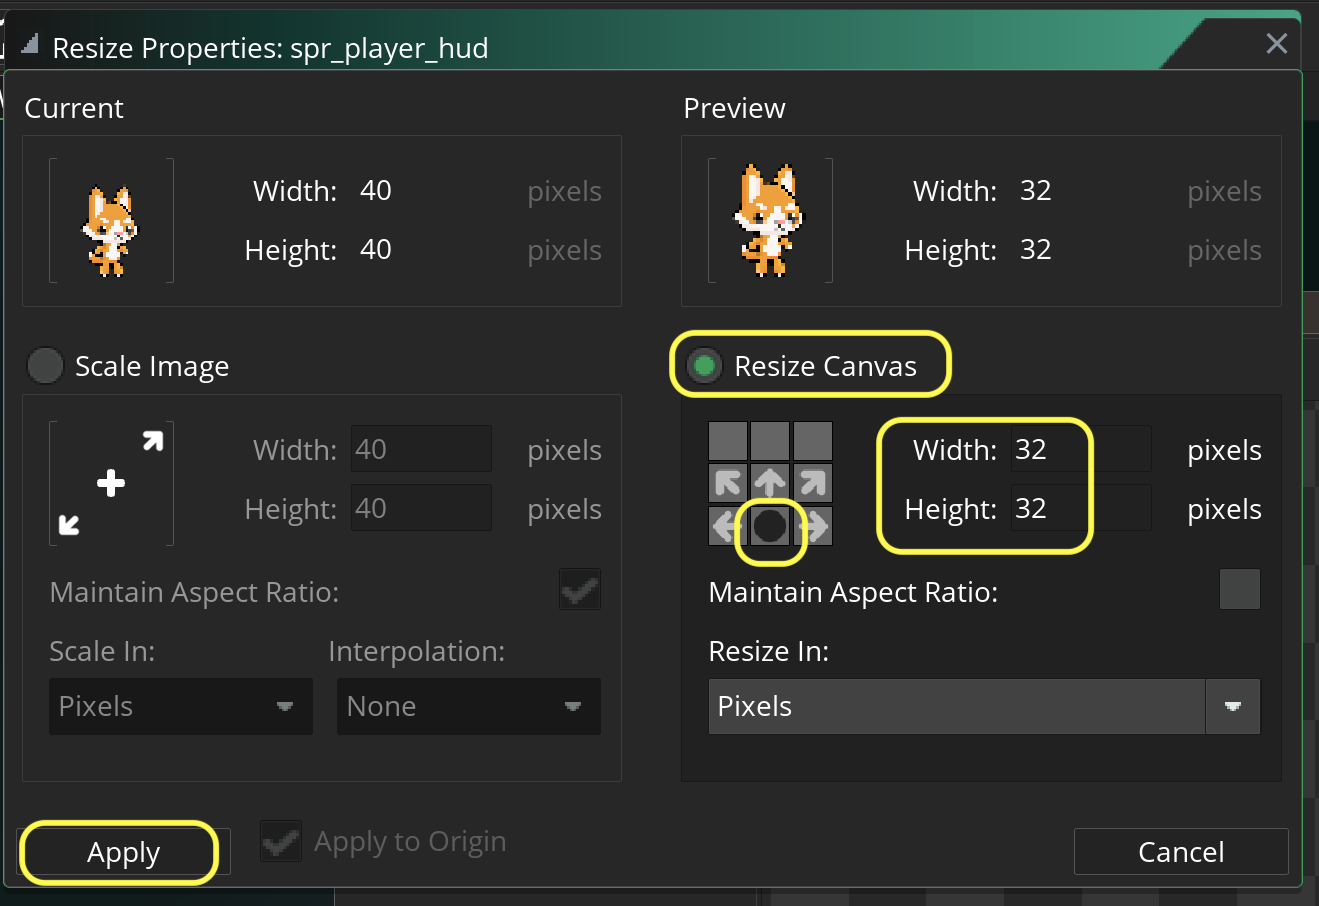 Resize Properties: spr_player_hud
Current
Width: 40 pixels
Height: 40 pixels
Preview
Width: 32 pixels
Height: 32 pixels
Scale Image
Width: 40 pixels
Height: 40 pixels
Maintain Aspect Ratio:
Scale In: Interpolation:
Pixels None
Resize Canvas
Width: 32 pixels
Height: 32 pixels
Maintain Aspect Ratio:
Resize In:
Pixels
Apply Apply to Origin Cancel